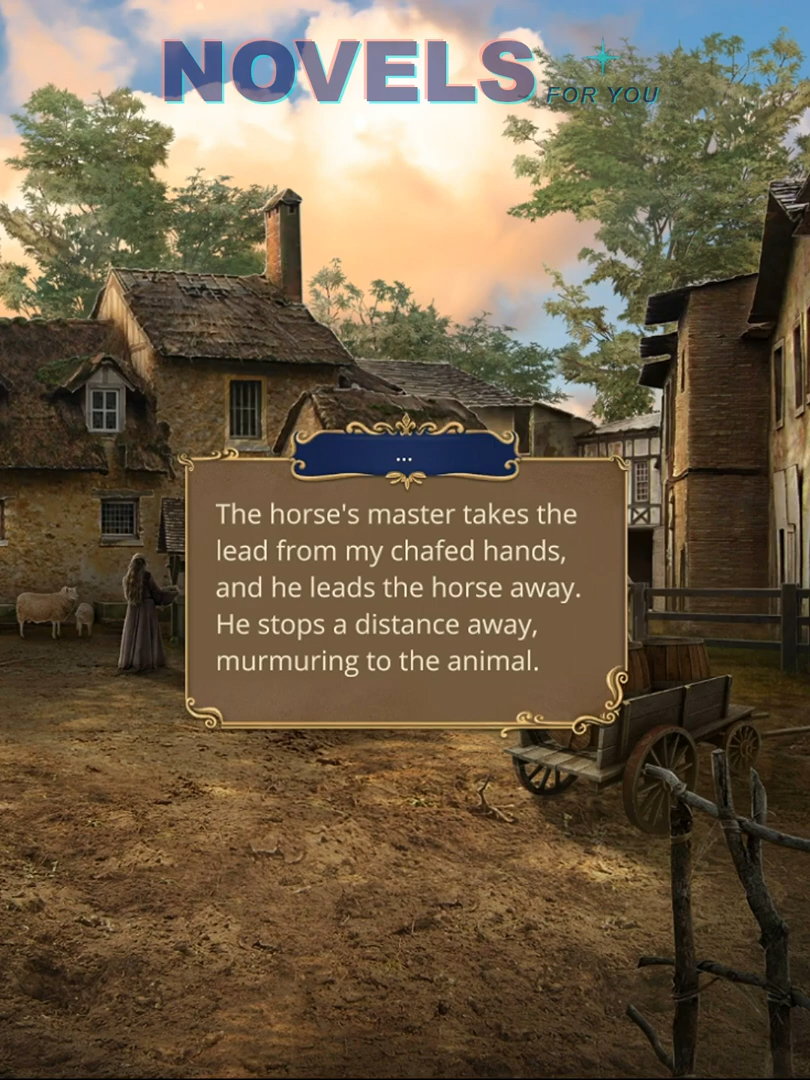 NOVELS
FOR YOU
...
The horse's master takes the
lead from my chafed hands,
and he leads the horse away.
He stops a distance away,
murmuring to the animal.